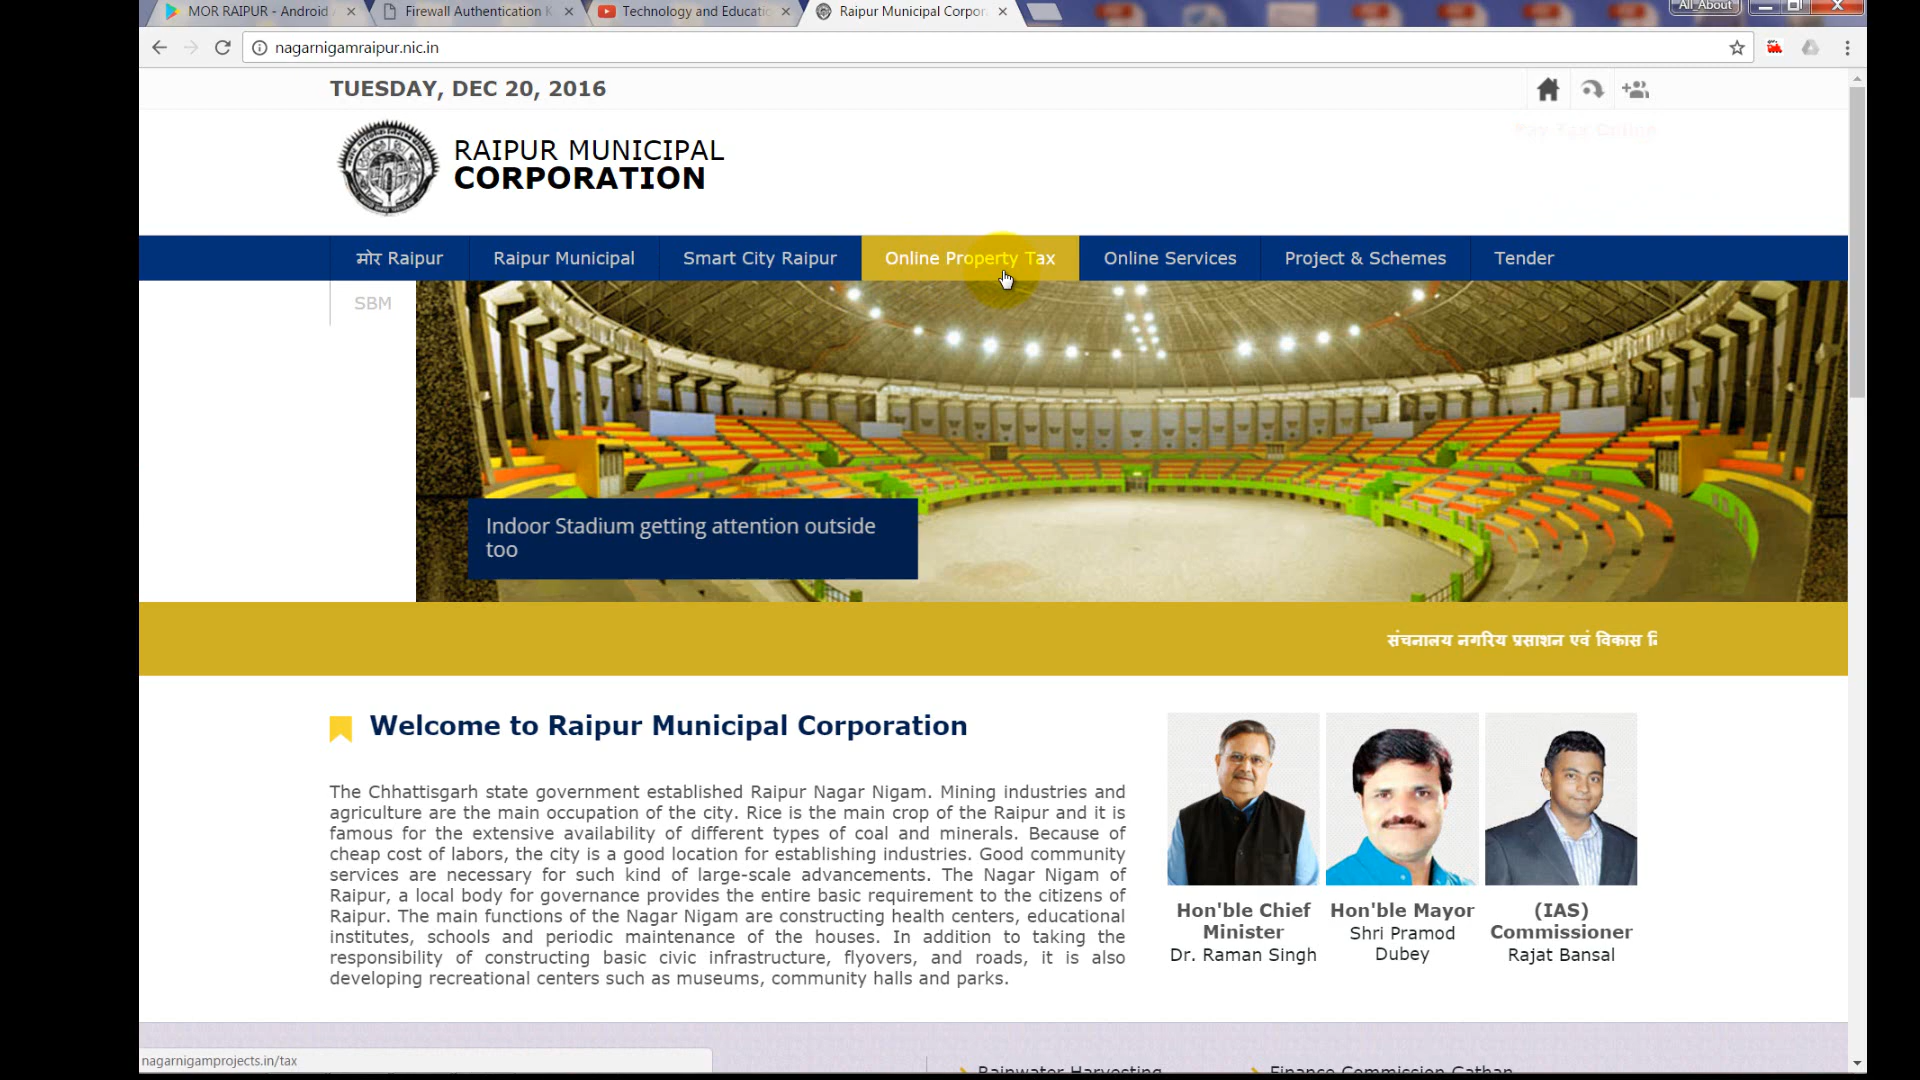 MOR RAIPUR - Android
Firewall Authentication K
Technology and Educatio
Raipur Municipal Corpor
All_About
nagarnigamraipur.nic.in
TUESDAY, DEC 20, 2016
Pay Tax Online
RAIPUR MUNICIPAL
CORPORATION
मोर Raipur
Raipur Municipal
Smart City Raipur
Online Property Tax
Online Services
Project & Schemes
Tender
SBM
Indoor Stadium getting attention outside
too
संचनालय नगरिय प्रसाशन एवं विकास
Welcome to Raipur Municipal Corporation
The Chhattisgarh state government established Raipur Nagar Nigam. Mining industries and
agriculture are the main occupation of the city. Rice is the main crop of the Raipur and it is
famous for the extensive availability of different types of coal and minerals. Because of
cheap cost of labors, the city is a good location for establishing industries. Good community
services are necessary for such kind of large-scale advancements. The Nagar Nigam of
Raipur, a local body for governance provides the entire basic requirement to the citizens of
Raipur. The main functions of the Nagar Nigam are constructing health centers, educational
institutes, schools and periodic maintenance of the houses. In addition to taking the
responsibility of constructing basic civic infrastructure, flyovers, and roads, it is also
developing recreational centers such as museums, community halls and parks.
Hon'ble Chief
Minister
Dr. Raman Singh
Hon'ble Mayor
Shri Pramod
Dubey
(IAS)
Commissioner
Rajat Bansal
nagarnigamprojects.in/tax
Rainwater Harvesting
Finance Commission Gathan